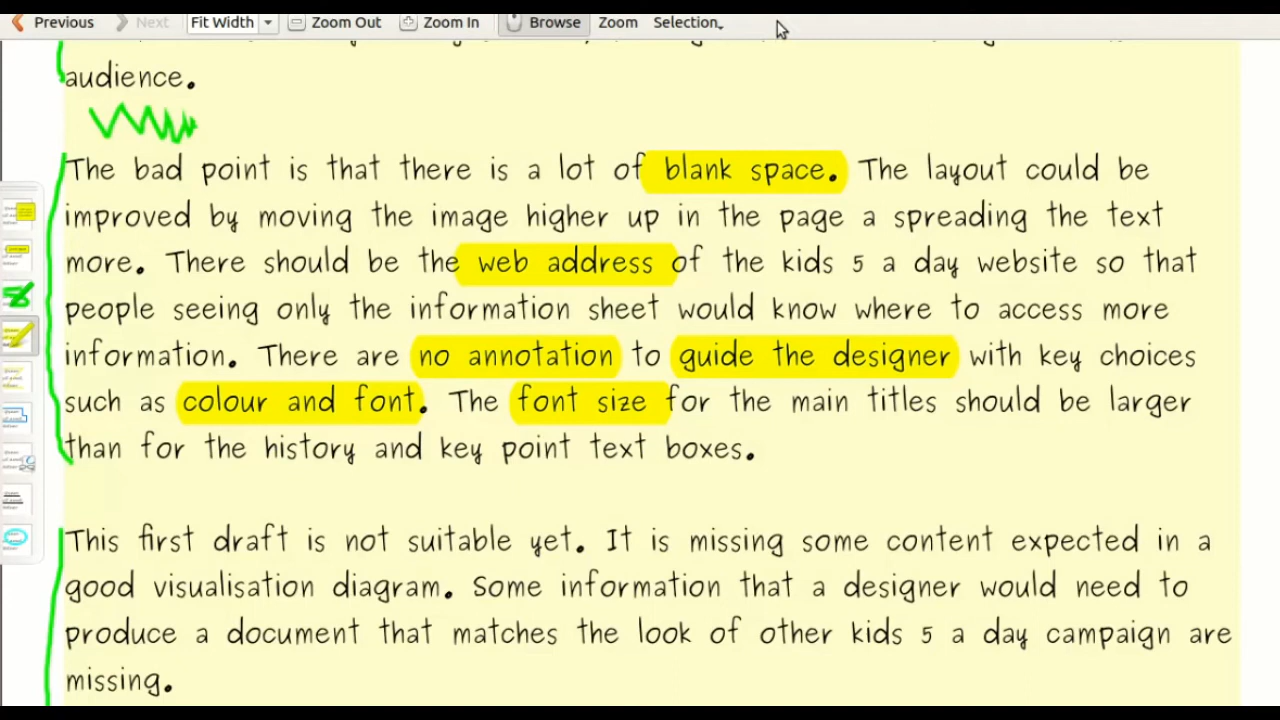 Previous Next Fit Width Zoom Out Zoom In Browse Zoom Selection
audience.
The bad point is that there is a lot of blank space. The layout could be
improved by moving the image higher up in the page a spreading the text
more. There should be the web address of the kids 5 a day website so that
people seeing only the information sheet would know where to access more
information. There are no annotation to guide the designer with key choices
such as colour and font. The font size for the main titles should be larger
than for the history and key point text boxes.
This first draft is not suitable yet. It is missing some content expected in a
good visualisation diagram. Some information that a designer would need to
produce a document that matches the look of other kids 5 a day campaign are
missing.